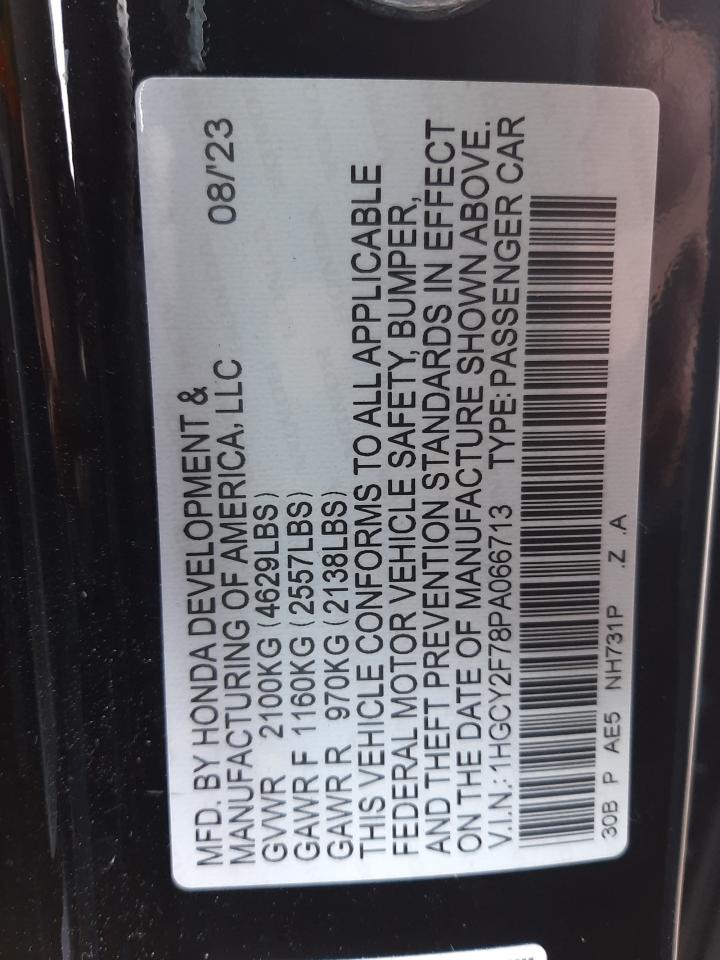 MFD. BY HONDA DEVELOPMENT &
MANUFACTURING OF AMERICA, LLC 08/'23
GVWR 2100KG (4629LBS)
GAWR F 1160KG (2557LBS)
GAWR R 970KG (2138LBS)
THIS VEHICLE CONFORMS TO ALL APPLICABLE
FEDERAL MOTOR VEHICLE SAFETY, BUMPER,
AND THEFT PREVENTION STANDARDS IN EFFECT
ON THE DATE OF MANUFACTURE SHOWN ABOVE.
V.I.N.: 1HGCY2F78PA066713 TYPE: PASSENGER CAR
30B P AE5 NH731P .Z .A